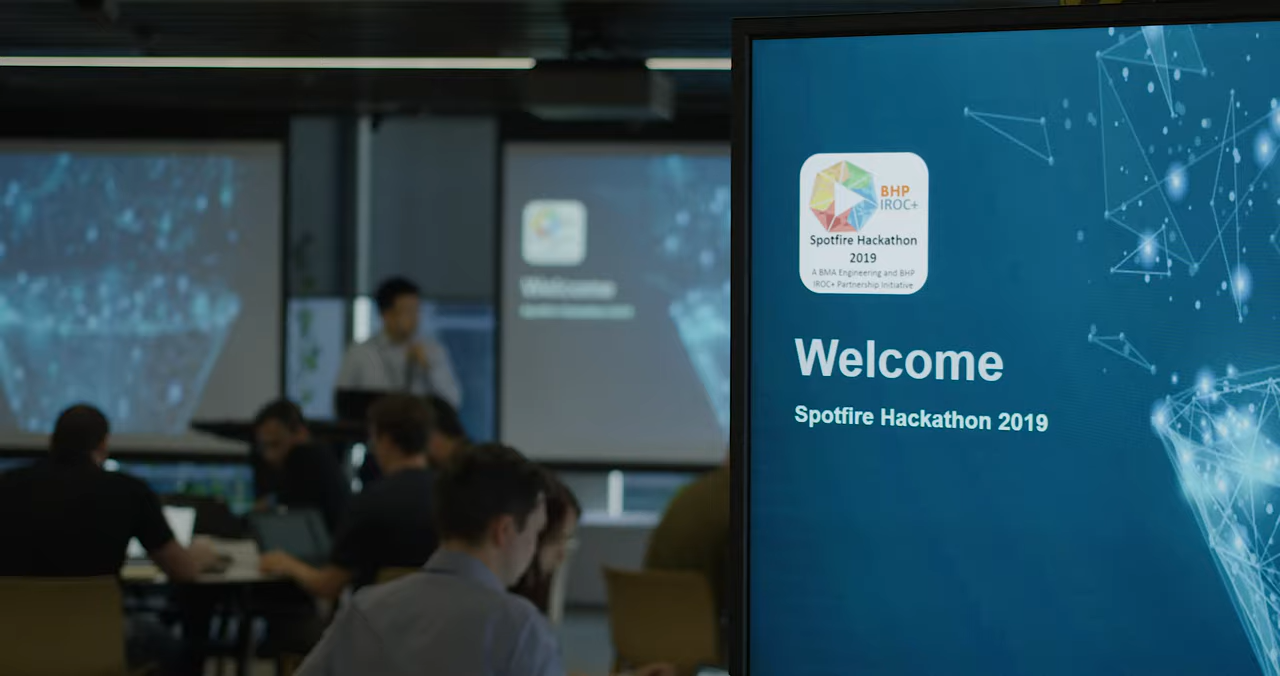 BHP
IROC+
Spotfire Hackathon
2019
A BMA Engineering and BHP
IROC+ Partnership Initiative
Welcome
Spotfire Hackathon 2019
Welcome